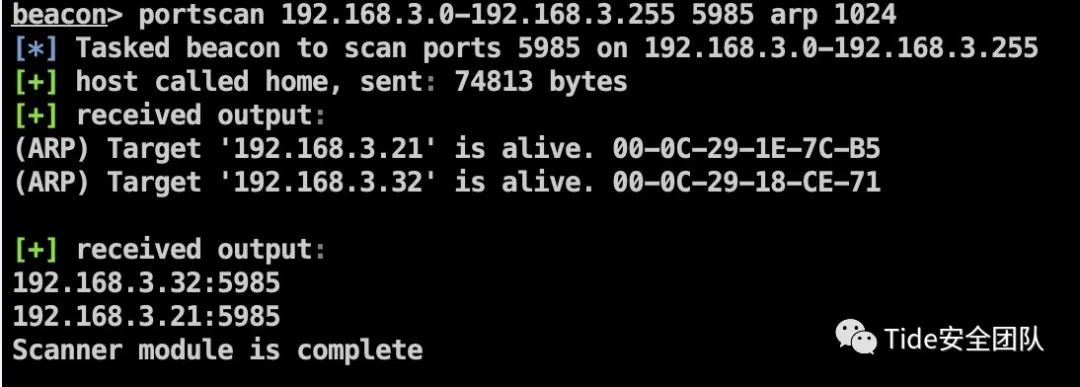 beacon> portscan 192.168.3.0-192.168.3.255 5985 arp 1024
[*] Tasked beacon to scan ports 5985 on 192.168.3.0-192.168.3.255
[+] host called home, sent: 74813 bytes
[+] received output:
(ARP) Target '192.168.3.21' is alive. 00-0C-29-1E-7C-B5
(ARP) Target '192.168.3.32' is alive. 00-0C-29-18-CE-71
[+] received output:
192.168.3.32:5985
192.168.3.21:5985
Scanner module is complete
Tide安全团队